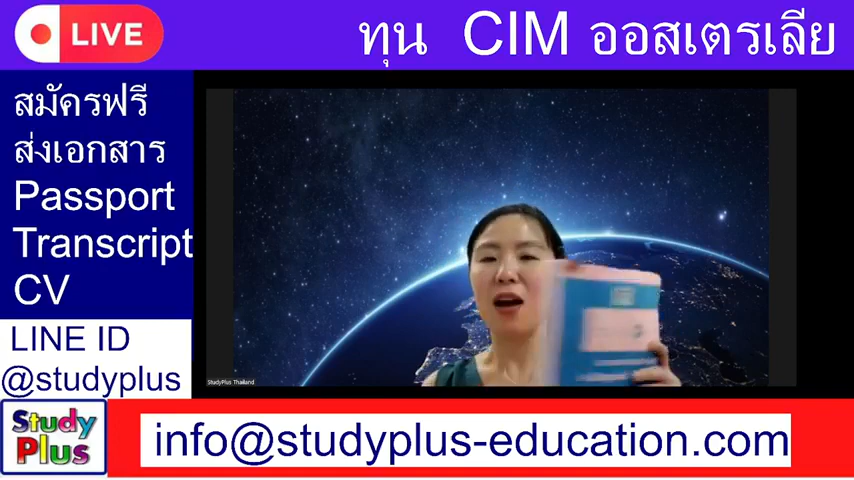 LIVE
ทุน CIM ออสเตรเลีย
สมัครฟรี
ส่งเอกสาร
Passport
Transcript
CV
LINE ID
@studyplus
StudyPlus Thailand
Study
Plus
info@studyplus-education.com